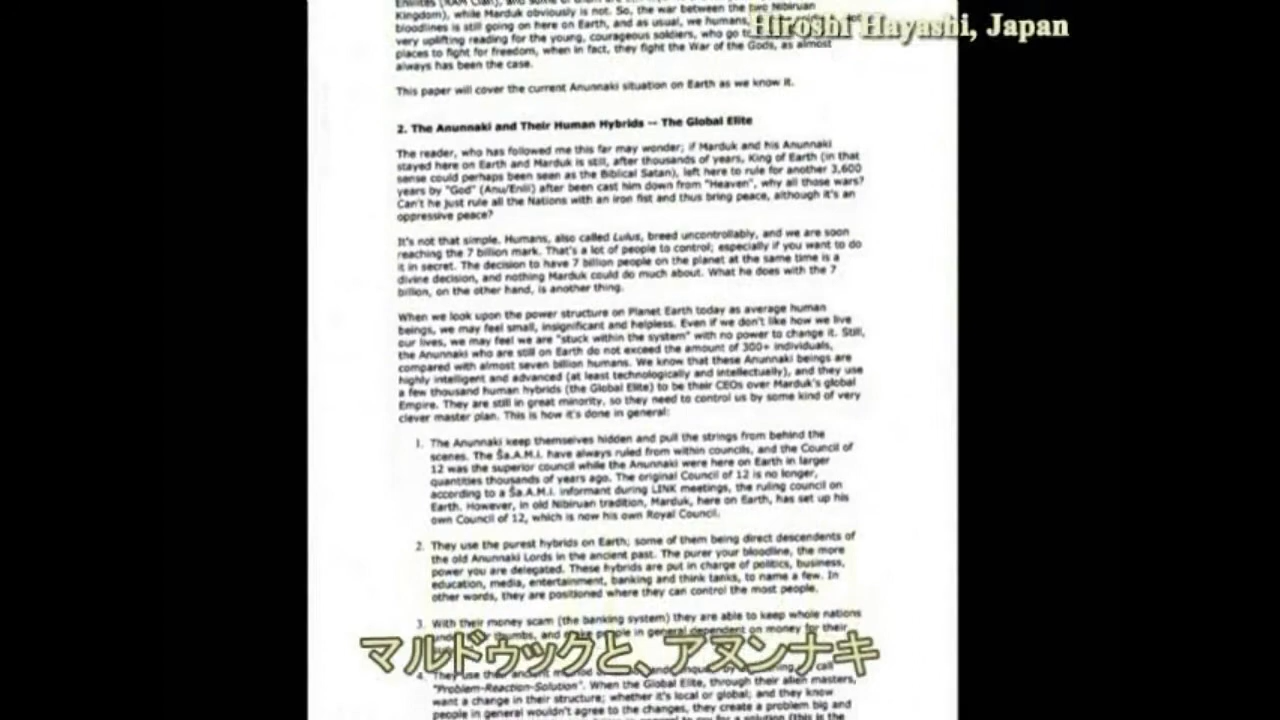 Kingdom), while Marduk obviously is not. So, the war between the two Nibiruan
bloodlines is still going on here on Earth, and as usual, we humans,
Hiroshi Hayashi, Japan
very uplifting reading for the young, courageous soldiers, who go to
places to fight for freedom, when in fact, they fight the War of the Gods, as almost
always has been the case.
This paper will cover the current Anunnaki situation on Earth as we know it.
2. The Anunnaki and Their Human Hybrids -- The Global Elite
The reader, who has followed me this far may wonder; if Marduk and his Anunnaki
stayed here on Earth and Marduk is still, after thousands of years, King of Earth (in that
sense could perhaps been seen as the Biblical Satan), left here to rule for another 3,600
years by "God" (Anu/Enlil) after been cast him down from "Heaven", why all those wars?
Can't he just rule all the Nations with an iron fist and thus bring peace, although it's an
oppressive peace?
It's not that simple. Humans, also called Lulus, breed uncontrollably, and we are soon
reaching the 7 billion mark. That's a lot of people to control; especially if you want to do
it in secret. The decision to have 7 billion people on the planet at the same time is a
divine decision, and nothing Marduk could do much about. What he does with the 7
billion, on the other hand, is another thing.
When we look upon the power structure on Planet Earth today as average human
beings, we may feel small, insignificant and helpless. Even if we don't like how we live
our lives, we may feel we are "stuck within the system" with no power to change it. Still,
the Anunnaki who are still on Earth do not exceed the amount of 300+ individuals,
compared with almost seven billion humans. We know that these Anunnaki beings are
highly intelligent and advanced (at least technologically and intellectually), and they use
a few thousand human hybrids (the Global Elite) to be their CEOs over Marduk's global
Empire. They are still in great minority, so they need to control us by some kind of very
clever master plan. This is how it's done in general:
1. The Anunnaki keep themselves hidden and pull the strings from behind the
scenes. The Ša.A.M.i. have always ruled from within councils, and the Council of
12 was the superior council while the Anunnaki were here on Earth in larger
quantities thousands of years ago. The original Council of 12 is no longer,
according to a Ša.A.M.i. informant during LINK meetings, the ruling council on
Earth. However, in old Nibiruan tradition, Marduk, here on Earth, has set up his
own Council of 12, which is now his own Royal Council.
2. They use the purest hybrids on Earth; some of them being direct descendents of
the old Anunnaki Lords in the ancient past. The purer your bloodline, the more
power you are delegated. These hybrids are put in charge of politics, business,
education, media, entertainment, banking and think tanks, to name a few. In
other words, they are positioned where they can control the most people.
3. With their money scam (the banking system) they are able to keep whole nations
thumbs, and people in general dependent on money for their
マルドゥックと、アヌンナキ
4. They use their ancient call
"Problem-Reaction-Solution". When the Global Elite, through their alien masters,
want a change in their structure; whether it's local or global; and they know
people in general wouldn't agree to the changes, they create a problem big and